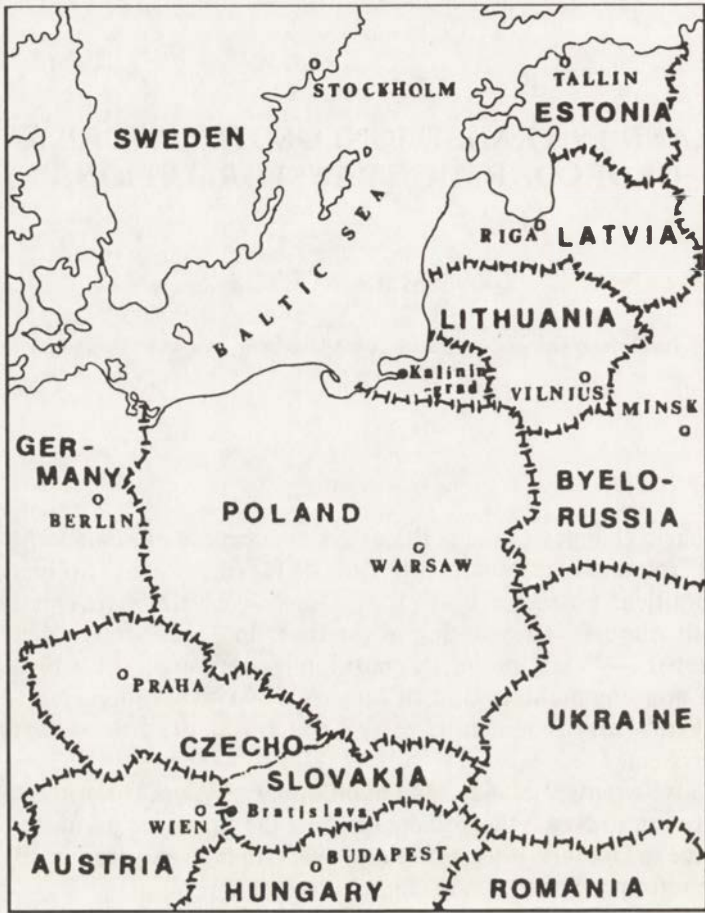 STOCKHOLM
TALLIN
ESTONIA
SWEDEN
BALTIC SEA
RIGA
LATVIA
LITHUANIA
Kalinin
-grad
VILNIUS
MINSK
GER-
MANY
BERLIN
POLAND
WARSAW
BYELO-
RUSSIA
PRAHA
UKRAINE
CZECHO
SLOVAKIA
WIEN
Bratislava
AUSTRIA
BUDAPEST
HUNGARY
ROMANIA